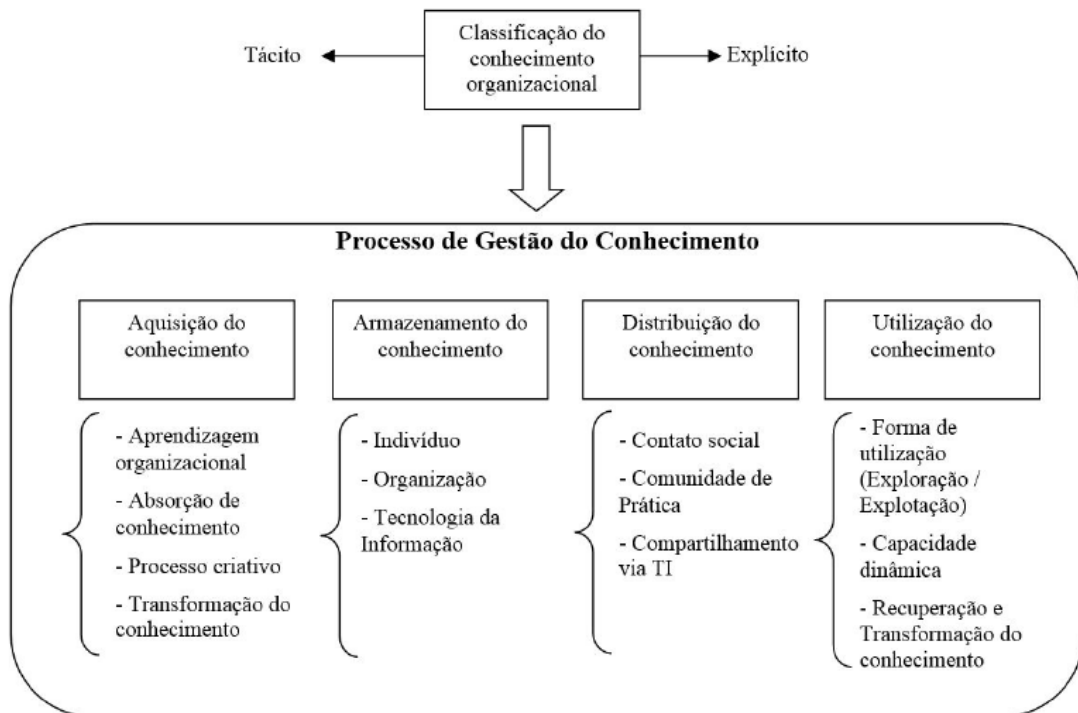 Tácito
Classificação do
conhecimento
organizacional
Explícito
Processo de Gestão do Conhecimento
Aquisição do
conhecimento
- Aprendizagem
organizacional
- Absorção de
conhecimento
- Processo criativo
- Transformação do
conhecimento
Armazenamento do
conhecimento
- Indivíduo
- Organização
- Tecnologia da
Informação
Distribuição do
conhecimento
- Contato social
- Comunidade de
Prática
- Compartilhamento
via TI
Utilização do
conhecimento
- Forma de
utilização
(Exploração /
Explotação)
- Capacidade
dinâmica
- Recuperação e
Transformação do
conhecimento